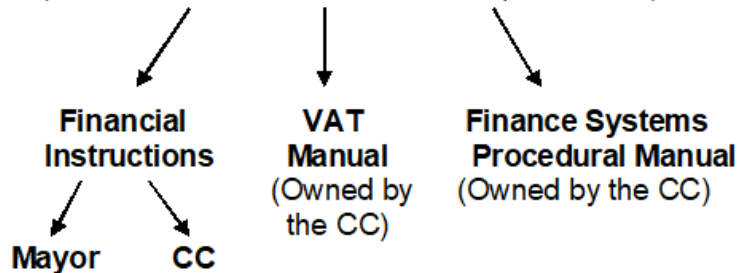 Financial
Instructions
VAT
Manual
(Owned by
the CC)
Finance Systems
Procedural Manual
(Owned by the CC)
Mayor
CC